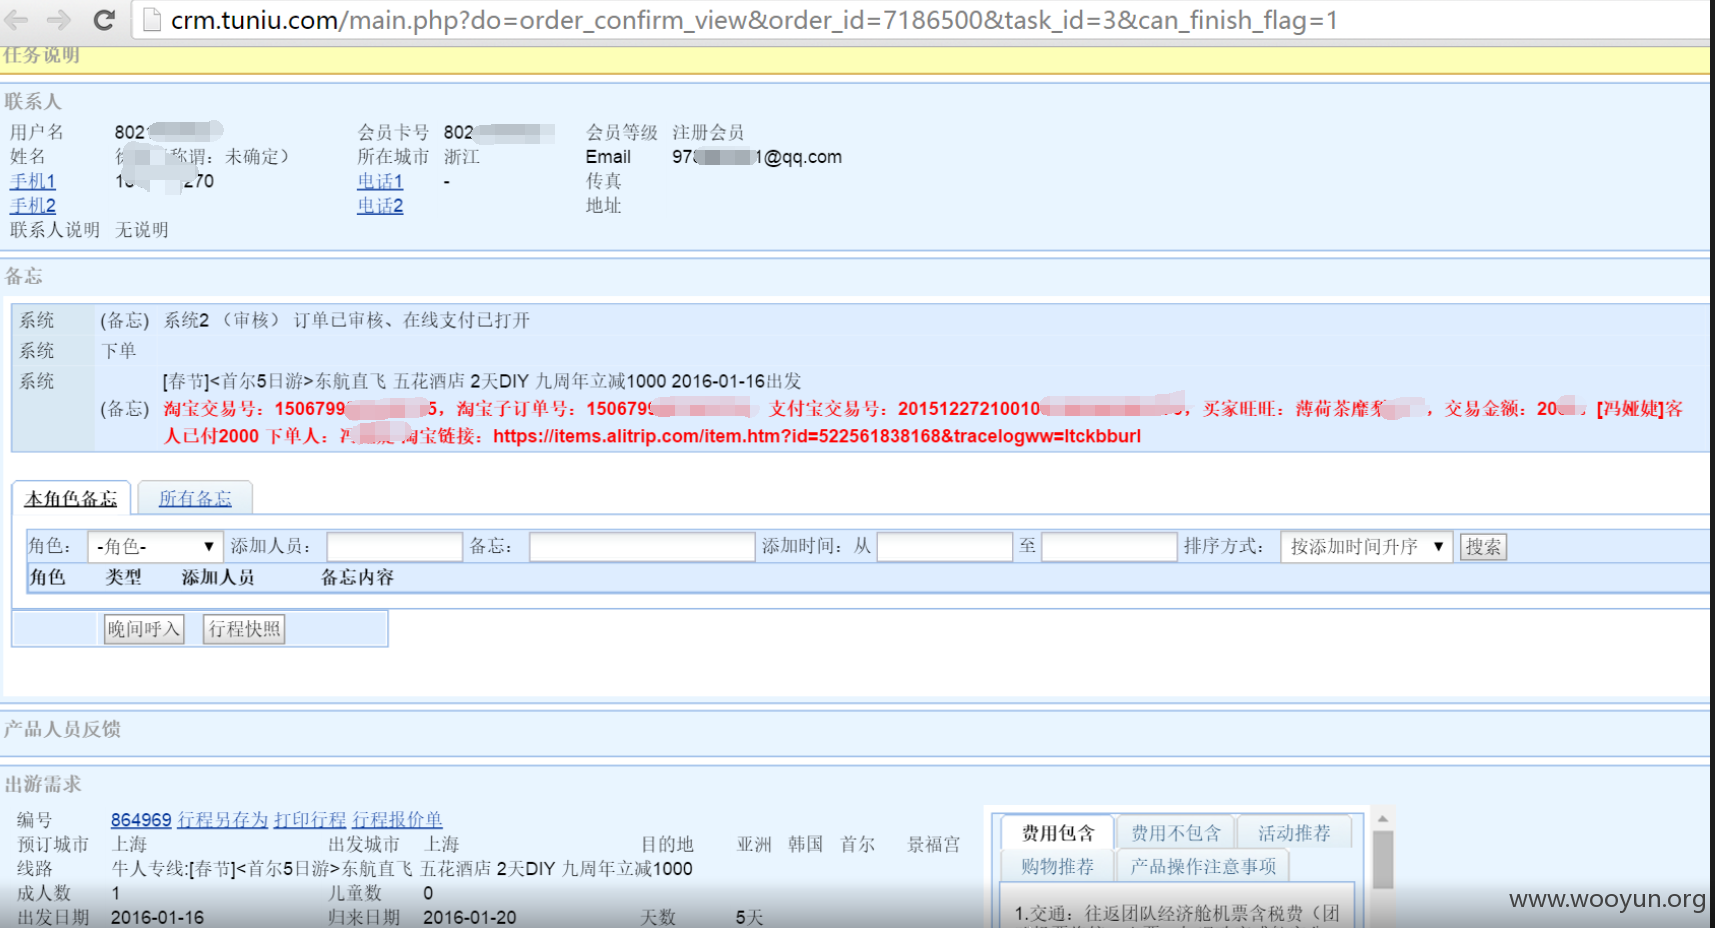 crm.tuniu.com/main.php?do=order_confirm_view&order_id=7186500&task_id=3&can_finish_flag=1
任务说明
联系人
用户名 802 会员卡号 802 会员等级 注册会员
姓名 称谓：未确定） 所在城市 浙江 Email 97 1@qq.com
手机1 270 电话1 - 传真
手机2 电话2 地址
联系人说明 无说明
备忘
系统 (备忘) 系统2 （审核） 订单已审核、在线支付已打开
系统 下单
系统 [春节]<首尔5日游>东航直飞 五花酒店 2天DIY 九周年立减1000 2016-01-16出发
(备忘) 淘宝交易号：1506799 5，淘宝子订单号：1506799 支付宝交易号：20151227210010 ，买家旺旺：薄荷茶靡 ，交易金额：20 [冯娅婕]客
人已付2000 下单人： 淘宝链接：https://items.alitrip.com/item.htm?id=522561838168&tracelogww=ltckbburl
本角色备忘 所有备忘
角色： -角色- 添加人员： 备忘： 添加时间：从 至 排序方式： 按添加时间升序 搜索
角色 类型 添加人员 备忘内容
晚间呼入 行程快照
产品人员反馈
出游需求
编号 864969 行程另存为 打印行程 行程报价单
预订城市 上海 出发城市 上海 目的地 亚洲 韩国 首尔 景福宫
线路 牛人专线:[春节]<首尔5日游>东航直飞 五花酒店 2天DIY 九周年立减1000
成人数 1 儿童数 0
出发日期 2016-01-16 归来日期 2016-01-20 天数 5天
费用包含 费用不包含 活动推荐
购物推荐 产品操作注意事项
1.交通：往返团队经济舱机票含税费（团
www.wooyun.org